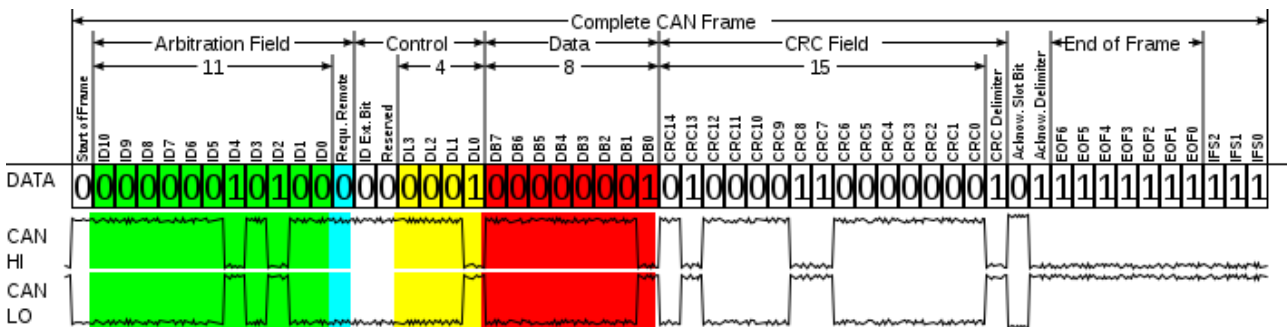 Complete CAN Frame
Arbitration Field Control Data CRC Field End of Frame
11 4 8 15
Start of Frame
ID10
ID9
ID8
ID7
ID6
ID5
ID4
ID3
ID2
ID1
ID0
Requ. Remote
ID Ext. Bit
Reserved
DL3
DL2
DL1
DL0
DB7
DB6
DB5
DB4
DB3
DB2
DB1
DB0
CRC14
CRC13
CRC12
CRC11
CRC10
CRC9
CRC8
CRC7
CRC6
CRC5
CRC4
CRC3
CRC2
CRC1
CRC0
CRC Delimiter
Acknow. Slot Bit
Acknow. Delimiter
EOF6
EOF5
EOF4
EOF3
EOF2
EOF1
EOF0
IFS2
IFS1
IFS0
DATA 0 0 0 0 0 0 0 1 0 1 0 0 0 0 0 0 0 0 1 0 0 0 0 0 0 0 1 0 1 0 0 0 0 1 1 0 0 0 0 0 0 0 1 0 1 1 1 1 1 1 1 1 1 1 1
CAN
HI
CAN
LO